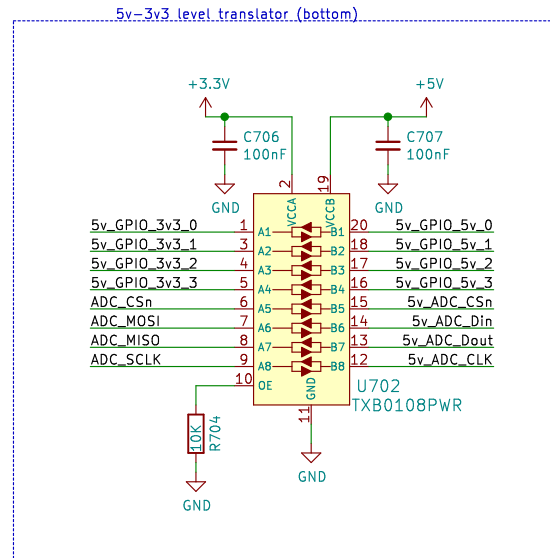 5v-3v3 level translator (bottom)
+3.3V
+5V
C706
100nF
C707
100nF
GND
GND
2
19
VCCA
VCCB
5v_GPIO_3v3_0 1 A1 B1 20 5v_GPIO_5v_0
5v_GPIO_3v3_1 3 A2 B2 18 5v_GPIO_5v_1
5v_GPIO_3v3_2 4 A3 B3 17 5v_GPIO_5v_2
5v_GPIO_3v3_3 5 A4 B4 16 5v_GPIO_5v_3
ADC_CSn 6 A5 B5 15 5v_ADC_CSn
ADC_MOSI 7 A6 B6 14 5v_ADC_Din
ADC_MISO 8 A7 B7 13 5v_ADC_Dout
ADC_SCLK 9 A8 B8 12 5v_ADC_CLK
10 OE
GND
11
U702
TXB0108PWR
10K
R704
GND
GND